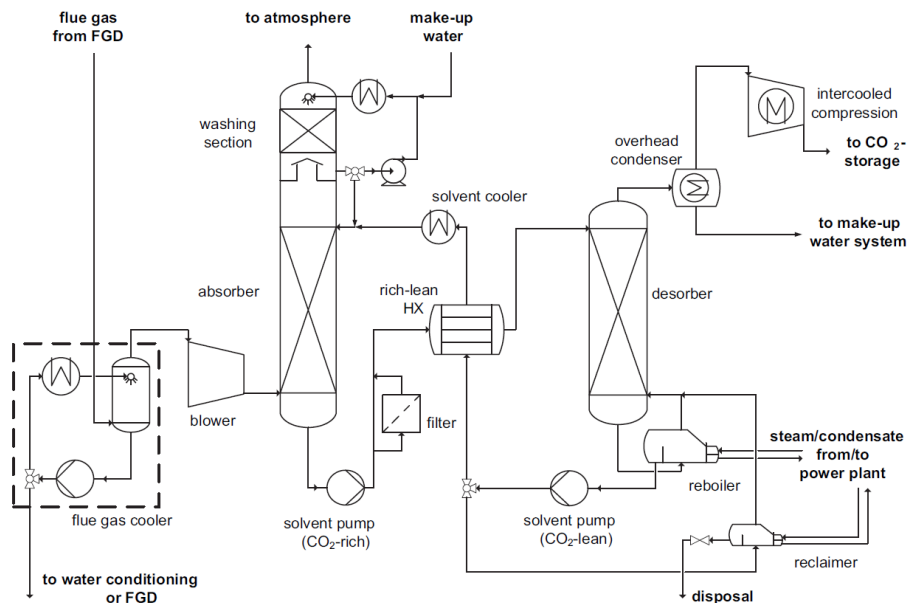 flue gas
from FGD
to atmosphere
make-up
water
washing
section
intercooled
compression
overhead
condenser
to CO₂-
storage
solvent cooler
to make-up
water system
absorber
rich-lean
HX
desorber
blower
filter
steam/condensate
from/to
power plant
reboiler
flue gas cooler
solvent pump
(CO₂-rich)
solvent pump
(CO₂-lean)
reclaimer
to water conditioning
or FGD
disposal